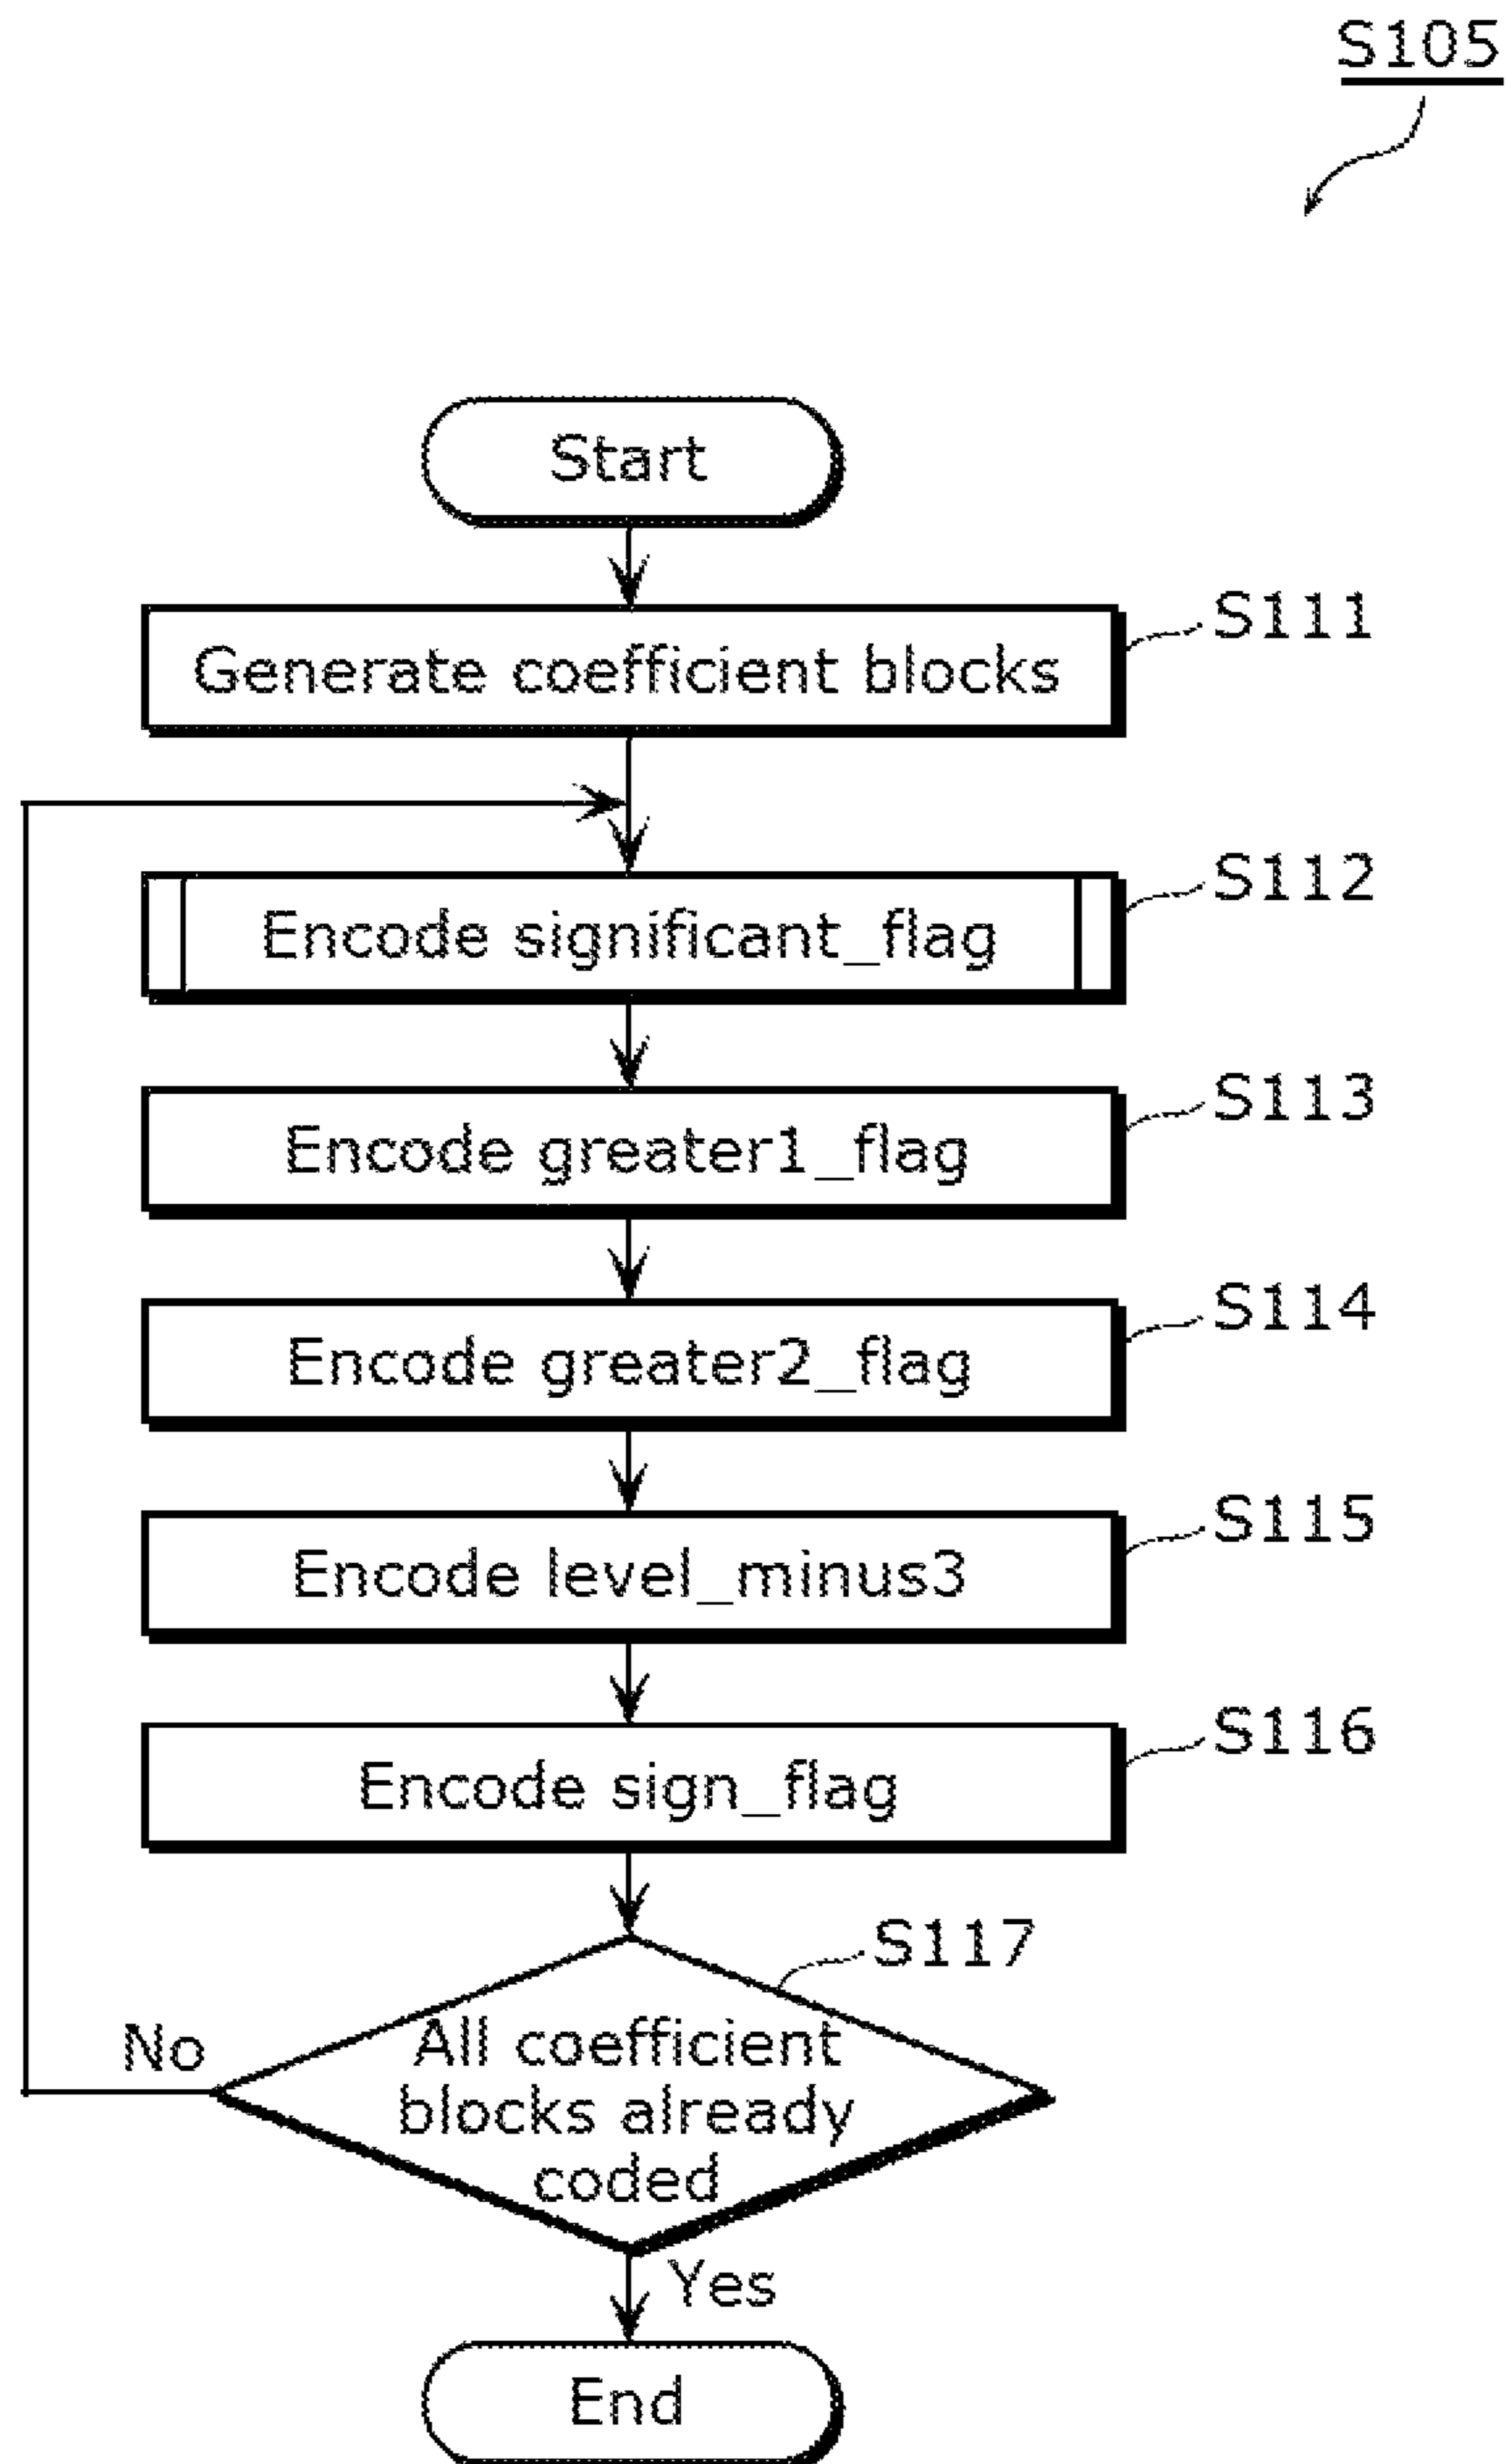 S105
Start
S111
Generate coefficient blocks
S112
Encode significant_flag
S113
Encode greater1_flag
S114
Encode greater2_flag
S115
Encode level_minus3
S116
Encode sign_flag
S117
No
All coefficient
blocks already
coded
Yes
End